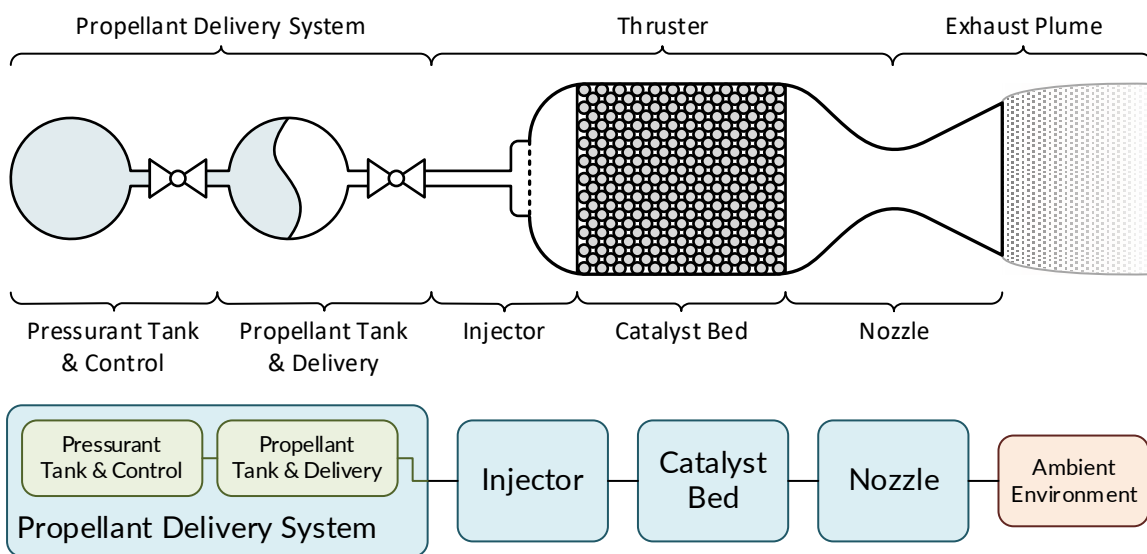 Propellant Delivery System
Thruster
Exhaust Plume
Pressurant Tank
& Control
Propellant Tank
& Delivery
Injector
Catalyst Bed
Nozzle
Pressurant
Tank & Control
Propellant
Tank & Delivery
Propellant Delivery System
Injector
Catalyst
Bed
Nozzle
Ambient
Environment